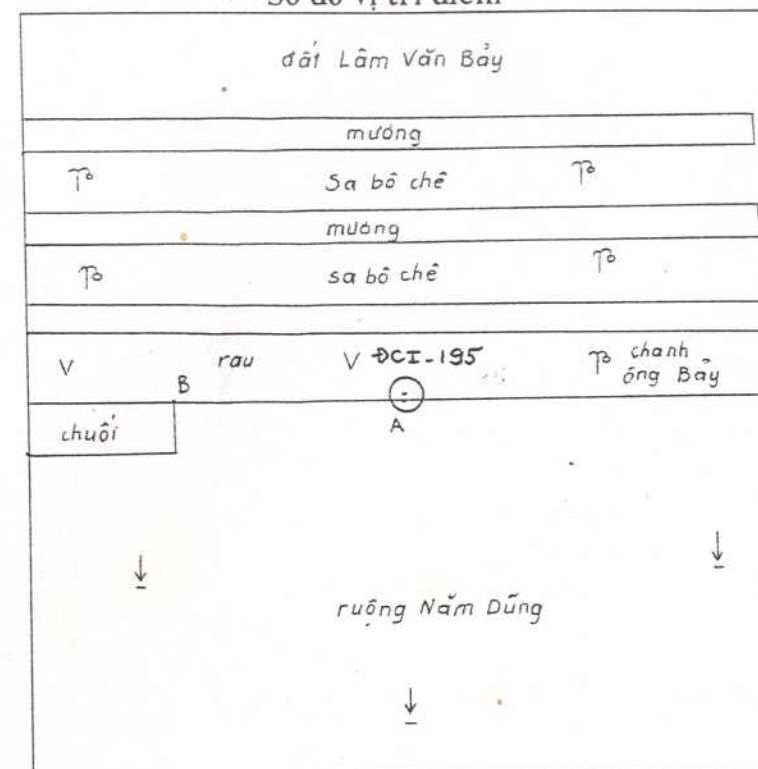 Sơ đồ vị trí điểm
đất Lâm Văn Bảy
mương
Sa bô chê
mương
sa bô chê
V rau V ĐCI-195 chanh
ông Bảy
B
chuối
A
ruộng Năm Dũng